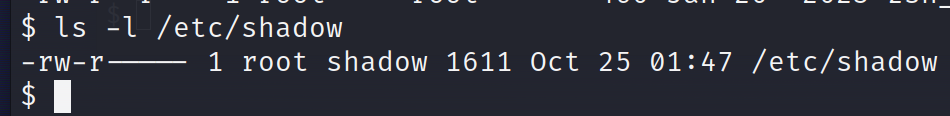 $ ls -l /etc/shadow
-rw-r----- 1 root shadow 1611 Oct 25 01:47 /etc/shadow
$